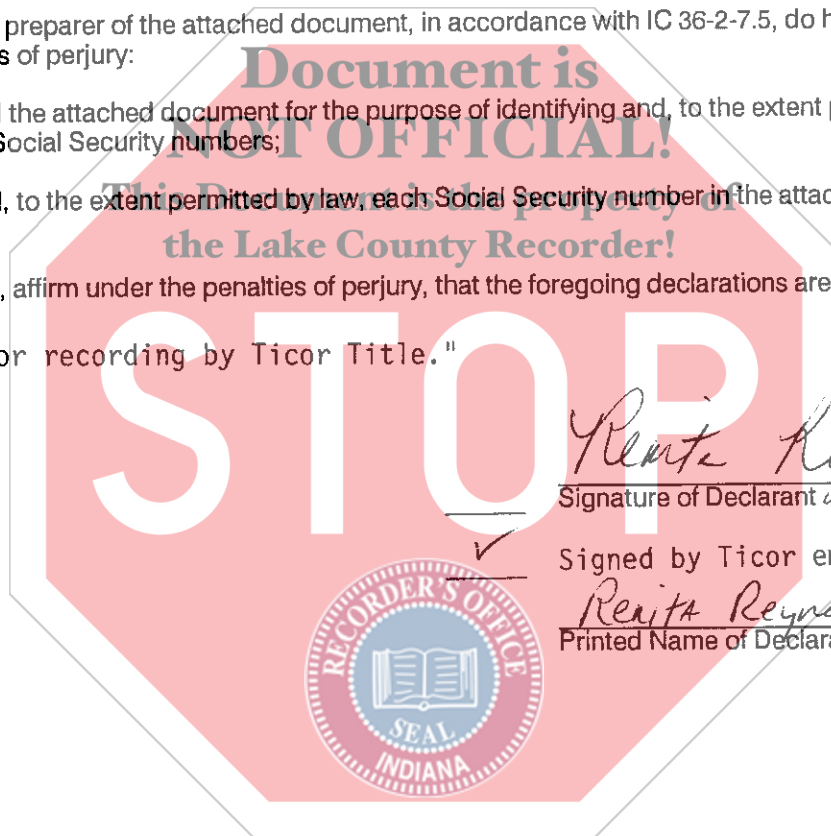 preparer of the attached document, in accordance with IC 36-2-7.5, do h
s of perjury:
Document is
the attached document for the purpose of identifying and, to the extent p
Social Security numbers;
NOT OFFICIAL!
, to the extent permitted by law, each Social Security number in the attac
This Document is the property of
the Lake County Recorder!
, affirm under the penalties of perjury, that the foregoing declarations are
or recording by Ticor Title."
STOP
Renita R
Signature of Declarant
✓ Signed by Ticor e
Renita Reyno
Printed Name of Declara
RECORDER'S OFFICE
SEAL
INDIANA